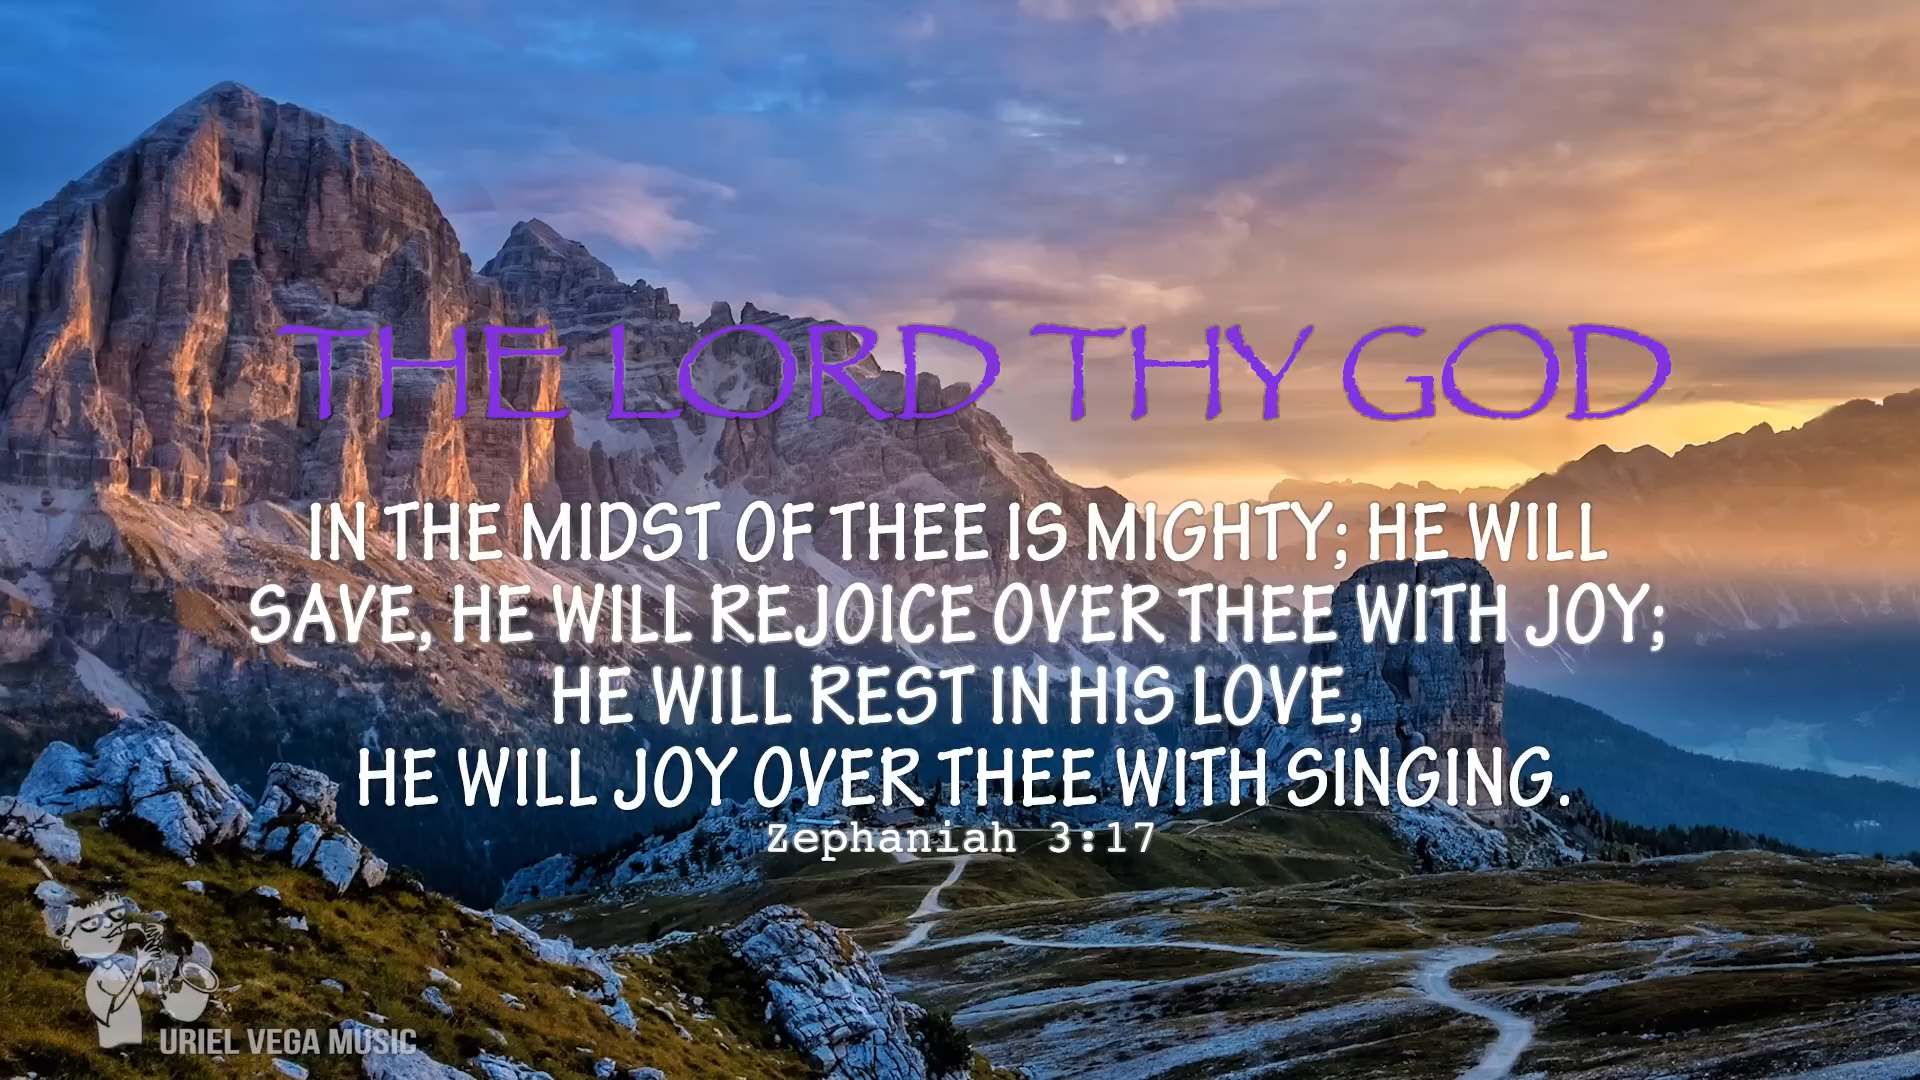 THE LORD THY GOD
IN THE MIDST OF THEE IS MIGHTY; HE WILL
SAVE, HE WILL REJOICE OVER THEE WITH JOY;
HE WILL REST IN HIS LOVE,
HE WILL JOY OVER THEE WITH SINGING.
Zephaniah 3:17
URIEL VEGA MUSIC